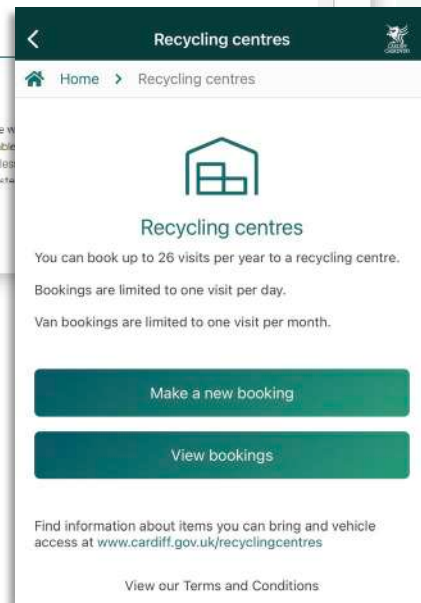 Recycling centres
Home > Recycling centres
Recycling centres
You can book up to 26 visits per year to a recycling centre.
Bookings are limited to one visit per day.
Van bookings are limited to one visit per month.
Make a new booking
View bookings
Find information about items you can bring and vehicle
access at www.cardiff.gov.uk/recyclingcentres
View our Terms and Conditions